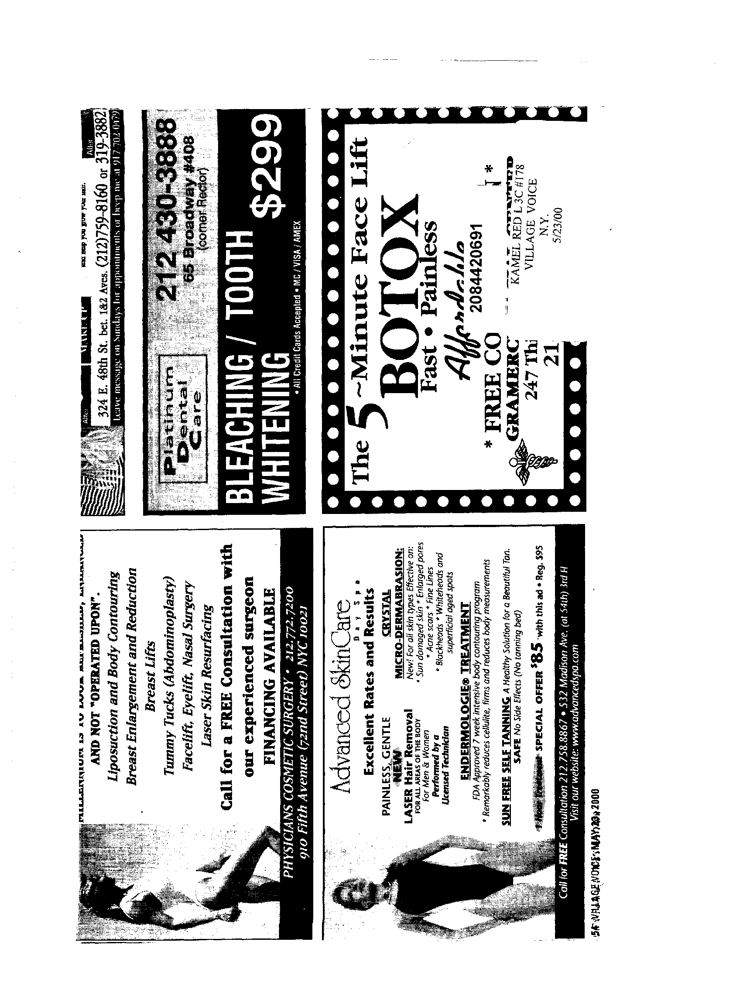 AND NOT "OPERATED UPON".
Liposuction and Body Contouring
Breast Enlargement and Reduction
Breast Lifts
Tummy Tucks (Abdominoplasty)
Facelift, Eyelift, Nasal Surgery
Laser Skin Resurfacing
Call for a FREE Consultation with
our experienced surgeon
FINANCING AVAILABLE
PHYSICIANS COSMETIC SURGERY • 212.772.7200
910 Fifth Avenue (72nd Street) NYC 10021
Advanced SkinCare
Day Spa
Excellent Rates and Results
PAINLESS, GENTLE
NEW
LASER Hair Removal
FOR ALL AREAS OF THE BODY
For Men & Women
Performed by a
Licensed Technician
CRYSTAL
MICRO-DERMABRASION:
New! For all skin types Effective on:
* Sun damaged skin * Enlarged pores
* Acne scars * Fine Lines
* Blackheads * Whiteheads and
superficial aged spots
ENDERMOLOGIE® TREATMENT
FDA Approved 7 week intensive body contouring program
* Remarkably reduces cellulite, firms and reduces body measurements
SUN FREE SELF TANNING A Healthy Solution for a Beautiful Tan.
SAFE No Side Effects (No tanning bed)
SPECIAL OFFER $85 with this ad • Reg. $95
Call for FREE Consultation 212.758.8867 • 532 Madison Ave. (at 54th) 3rd fl
Visit our website: www.advancedspa.com
VILLAGE VOICE MAY 2000
324 E. 48th St. bet. 1&2 Aves. (212)759-8160 or 319-3882
Leave message on Sundays for appointments or beep me at 917-702-0479
Platinum
Dental
Care
212 430-3888
65 Broadway #408
(corner Rector)
BLEACHING / TOOTH
WHITENING $299
• All Credit Cards Accepted • MC / VISA / AMEX
The 5~Minute Face Lift
BOTOX
Fast • Painless
Affordable
2084420691
* FREE CO
GRAMERC
247 Thi
21
KAMEL RED L 3C #178
VILLAGE VOICE
N.Y.
5/23/00